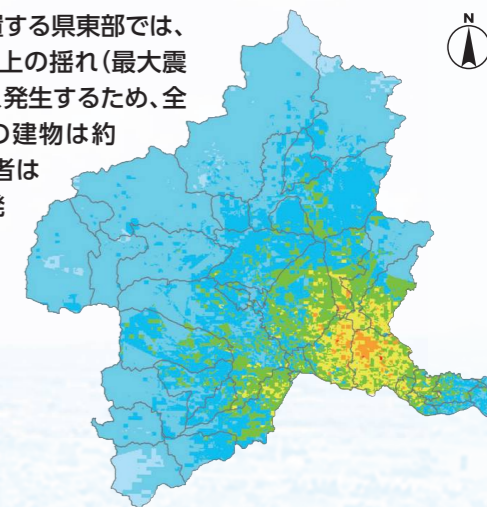 置する県東部では、
上の揺れ(最大震
発生するため、全
の建物は約
者は
発
N